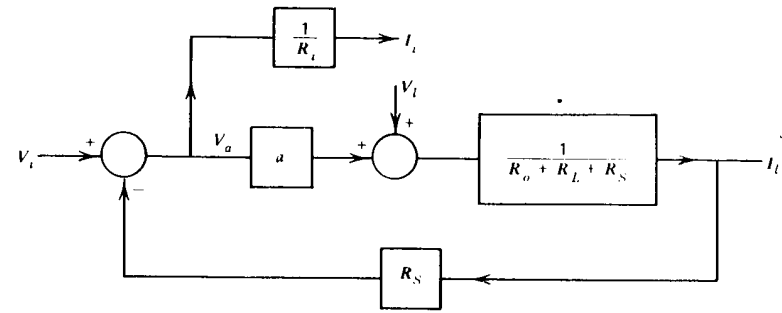 1
R_i
I_i
V_l
+
V_i
+
V_a
a
+
1
R_o + R_L + R_S
I_l
−
R_S